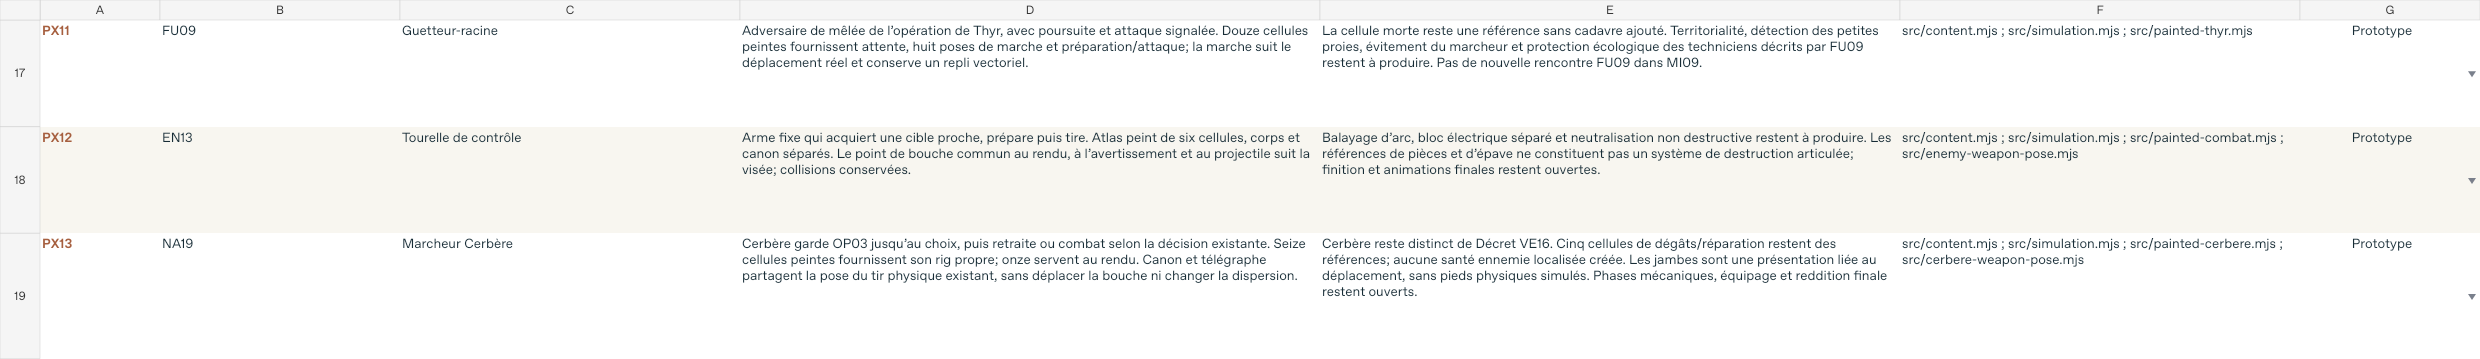 A B C D E F G
17
PX11
FU09
Guetteur-racine
Adversaire de mêlée de l’opération de Thyr, avec poursuite et attaque signalée. Douze cellules
peintes fournissent attente, huit poses de marche et préparation/attaque; la marche suit le
déplacement réel et conserve un repli vectoriel.
La cellule morte reste une référence sans cadavre ajouté. Territorialité, détection des petites
proies, évitement du marcheur et protection écologique des techniciens décrits par FU09
restent à produire. Pas de nouvelle rencontre FU09 dans MI09.
src/content.mjs ; src/simulation.mjs ; src/painted-thyr.mjs
Prototype
18
PX12
EN13
Tourelle de contrôle
Arme fixe qui acquiert une cible proche, prépare puis tire. Atlas peint de six cellules, corps et
canon séparés. Le point de bouche commun au rendu, à l’avertissement et au projectile suit la
visée; collisions conservées.
Balayage d’arc, bloc électrique séparé et neutralisation non destructive restent à produire. Les
références de pièces et d’épave ne constituent pas un système de destruction articulée;
finition et animations finales restent ouvertes.
src/content.mjs ; src/simulation.mjs ; src/painted-combat.mjs ;
src/enemy-weapon-pose.mjs
Prototype
19
PX13
NA19
Marcheur Cerbère
Cerbère garde OP03 jusqu’au choix, puis retraite ou combat selon la décision existante. Seize
cellules peintes fournissent son rig propre; onze servent au rendu. Canon et télégraphe
partagent la pose du tir physique existant, sans déplacer la bouche ni changer la dispersion.
Cerbère reste distinct de Décret VE16. Cinq cellules de dégâts/réparation restent des
références; aucune santé ennemie localisée créée. Les jambes sont une présentation liée au
déplacement, sans pieds physiques simulés. Phases mécaniques, équipage et reddition finale
restent ouverts.
src/content.mjs ; src/simulation.mjs ; src/painted-cerbere.mjs ;
src/cerbere-weapon-pose.mjs
Prototype